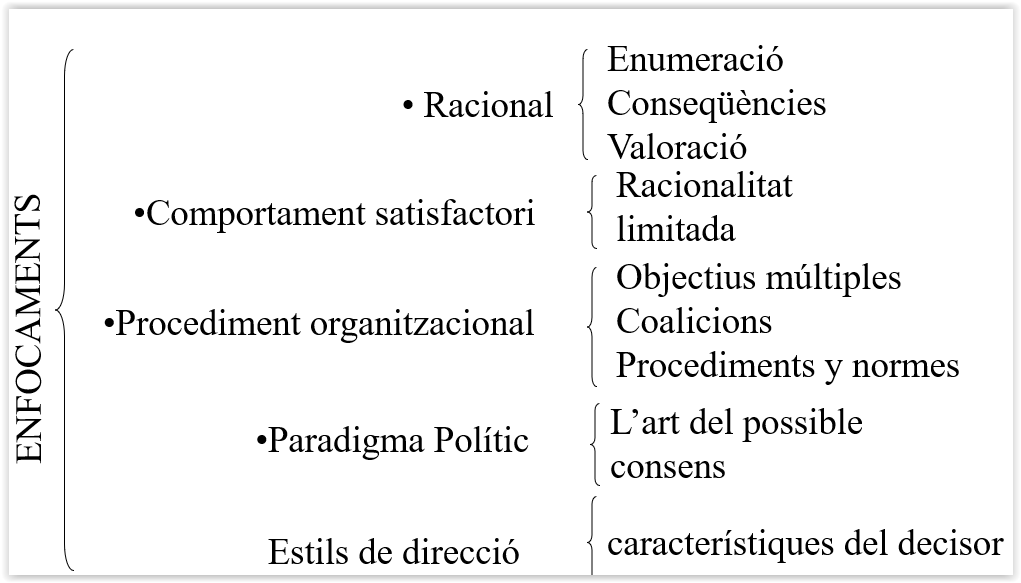 ENFOCAMENTS
• Racional
Enumeració
Conseqüències
Valoració
•Comportament satisfactori
Racionalitat
limitada
•Procediment organitzacional
Objectius múltiples
Coalicions
Procediments y normes
•Paradigma Polític
L’art del possible
consens
Estils de direcció
característiques del decisor